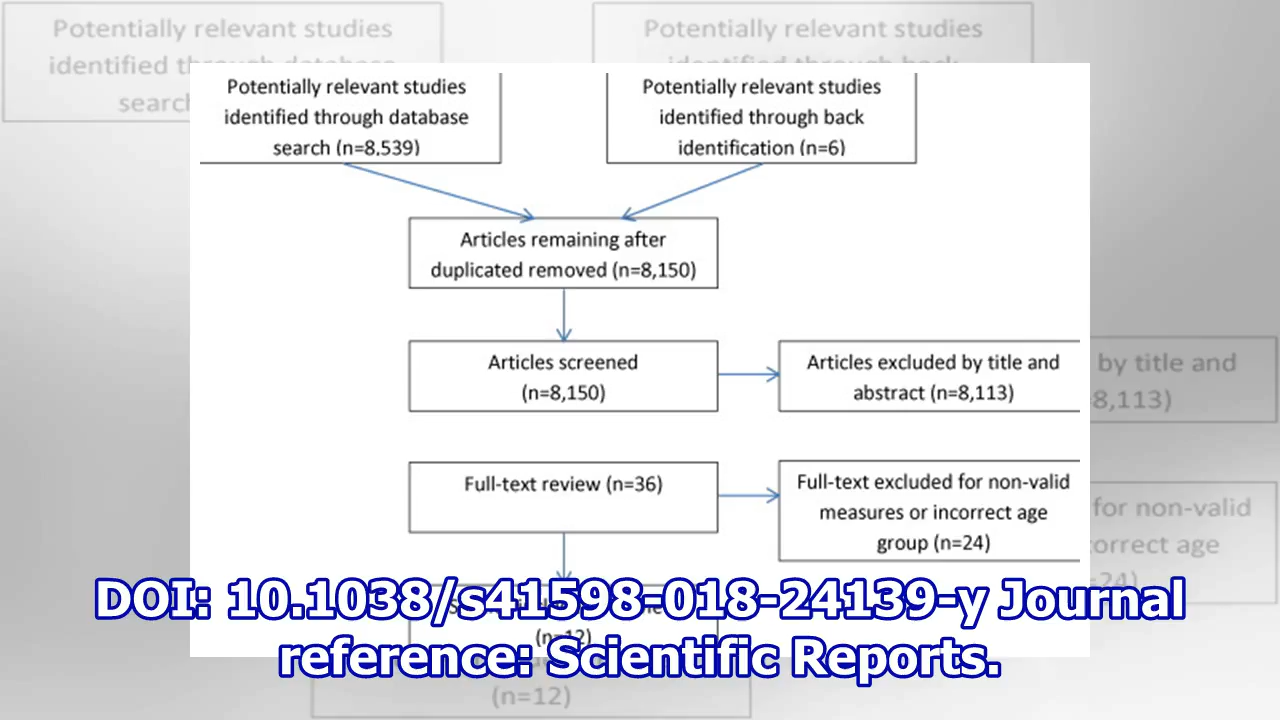 Potentially relevant studies
identified through database
search (n=8,539)
Potentially relevant studies
identified through back
identification (n=6)
Articles remaining after
duplicated removed (n=8,150)
Articles screened
(n=8,150)
Articles excluded by title and
abstract (n=8,113)
Full-text review (n=36)
Full-text excluded for non-valid
measures or incorrect age
group (n=24)
(n=12)
DOI: 10.1038/s41598-018-24139-y Journal
reference: Scientific Reports.